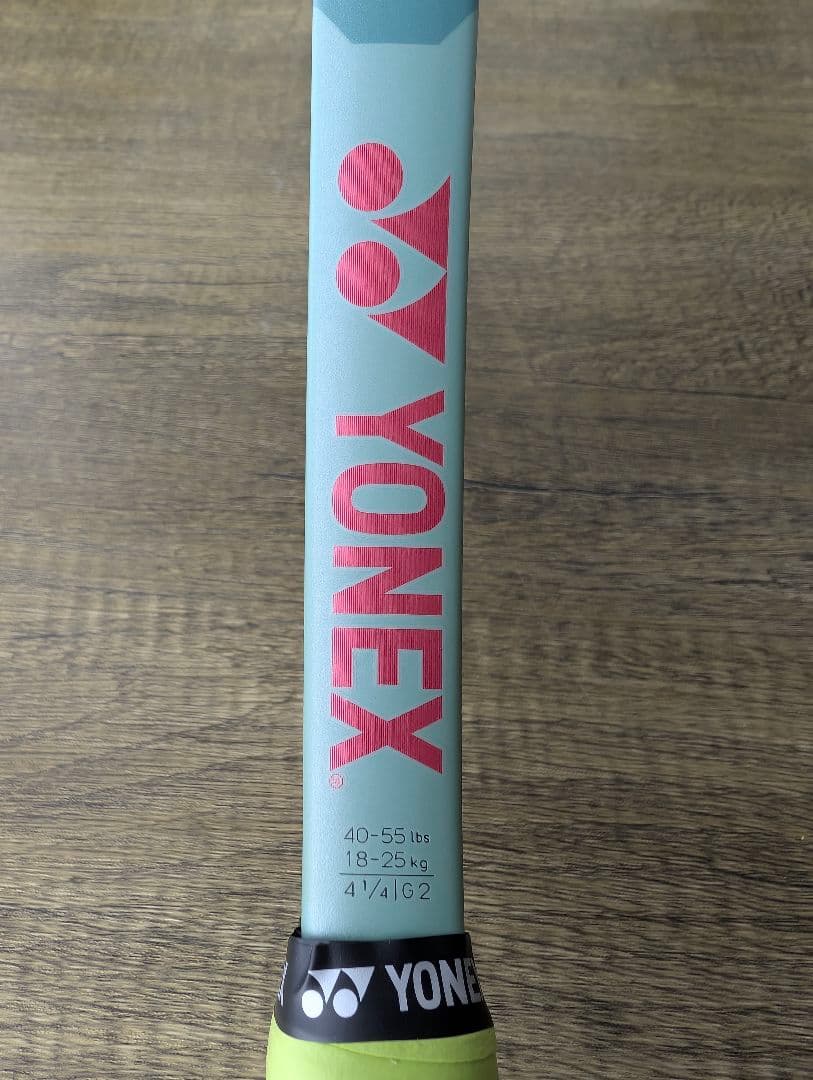 YONEX
®
40-55 lbs
18-25 kg
4 1/4|G2
YONE